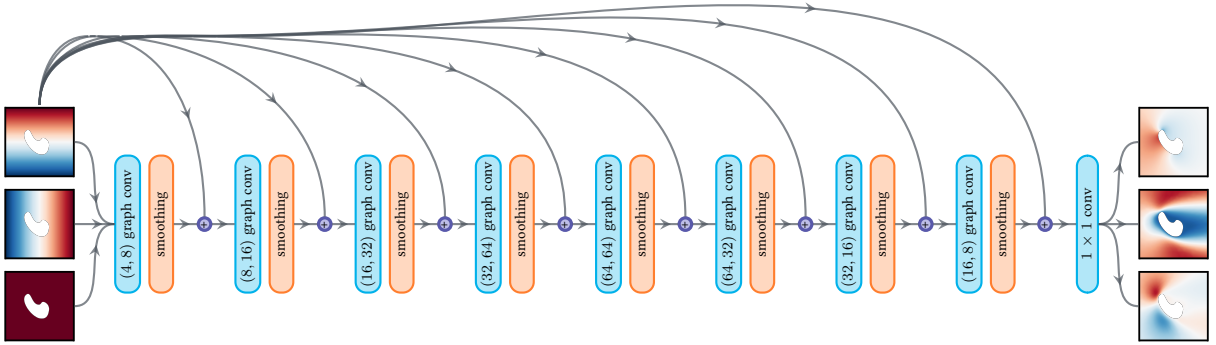 (4, 8) graph conv
smoothing
(8, 16) graph conv
smoothing
(16, 32) graph conv
smoothing
(32, 64) graph conv
smoothing
(64, 64) graph conv
smoothing
(64, 32) graph conv
smoothing
(32, 16) graph conv
smoothing
(16, 8) graph conv
smoothing
1 × 1 conv